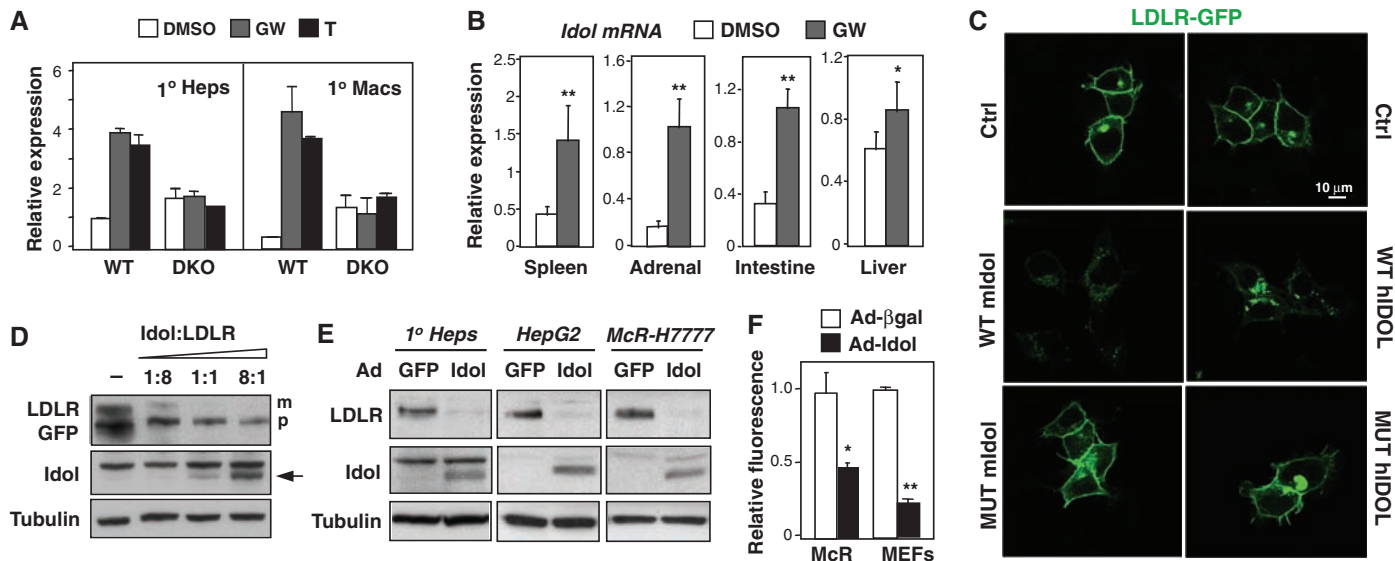 A
DMSO GW T
Relative expression
6
4
2
0
1º Heps
1º Macs
WT DKO WT DKO
B
Idol mRNA DMSO GW
Relative expression
2.5
2.0
1.5
1.0
0.5
0
**
Spleen
1.6
1.2
0.8
0.4
0
**
Adrenal
1.2
0.8
0.4
0
**
Intestine
1.2
0.8
0.4
0
*
Liver
C
LDLR-GFP
Ctrl
Ctrl
10 µm
WT mIdol
WT hIDOL
MUT mIdol
MUT hIDOL
D
Idol:LDLR
– 1:8 1:1 8:1
LDLR
GFP
m
p
Idol
Tubulin
E
1º Heps HepG2 McR-H7777
Ad GFP Idol GFP Idol GFP Idol
LDLR
Idol
Tubulin
F
Ad-βgal
Ad-Idol
Relative fluorescence
1.0
0.5
0
*
**
McR MEFs